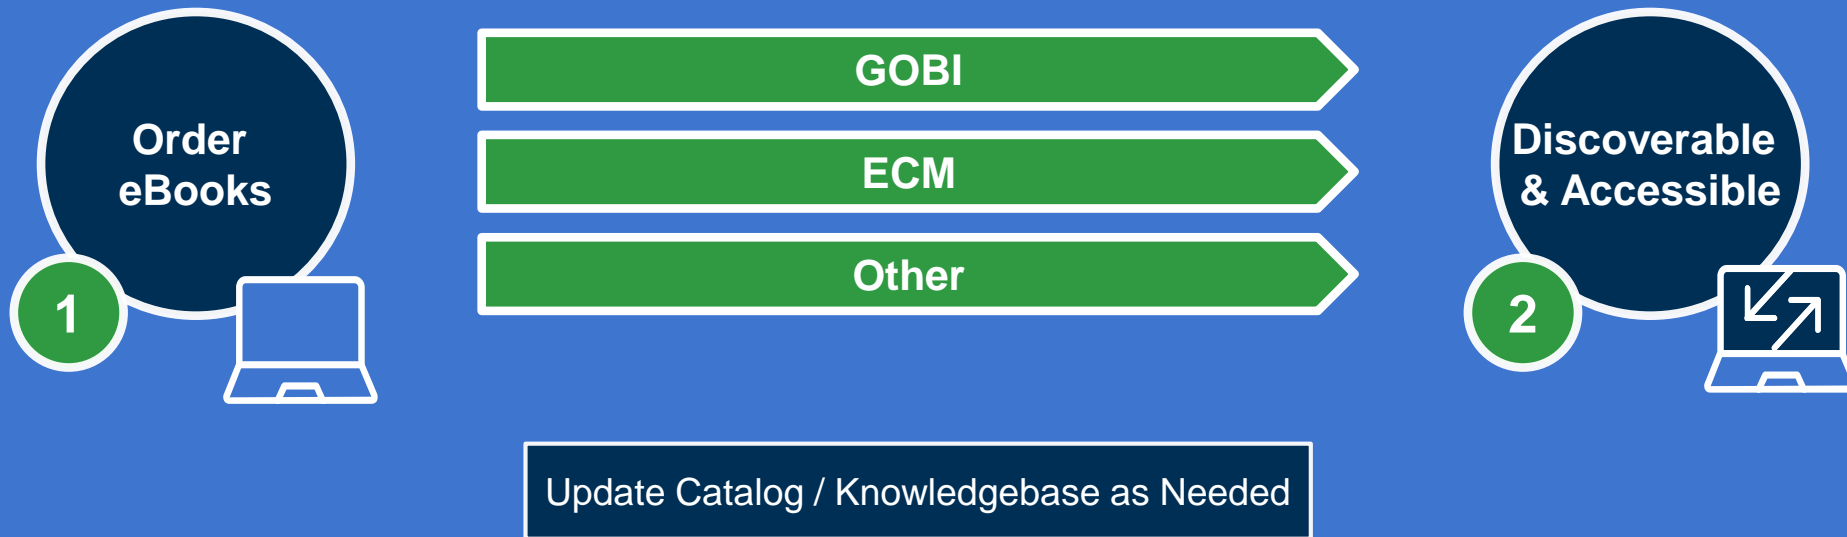 Order
eBooks
1
GOBI
ECM
Other
Discoverable
& Accessible
2
Update Catalog / Knowledgebase as Needed